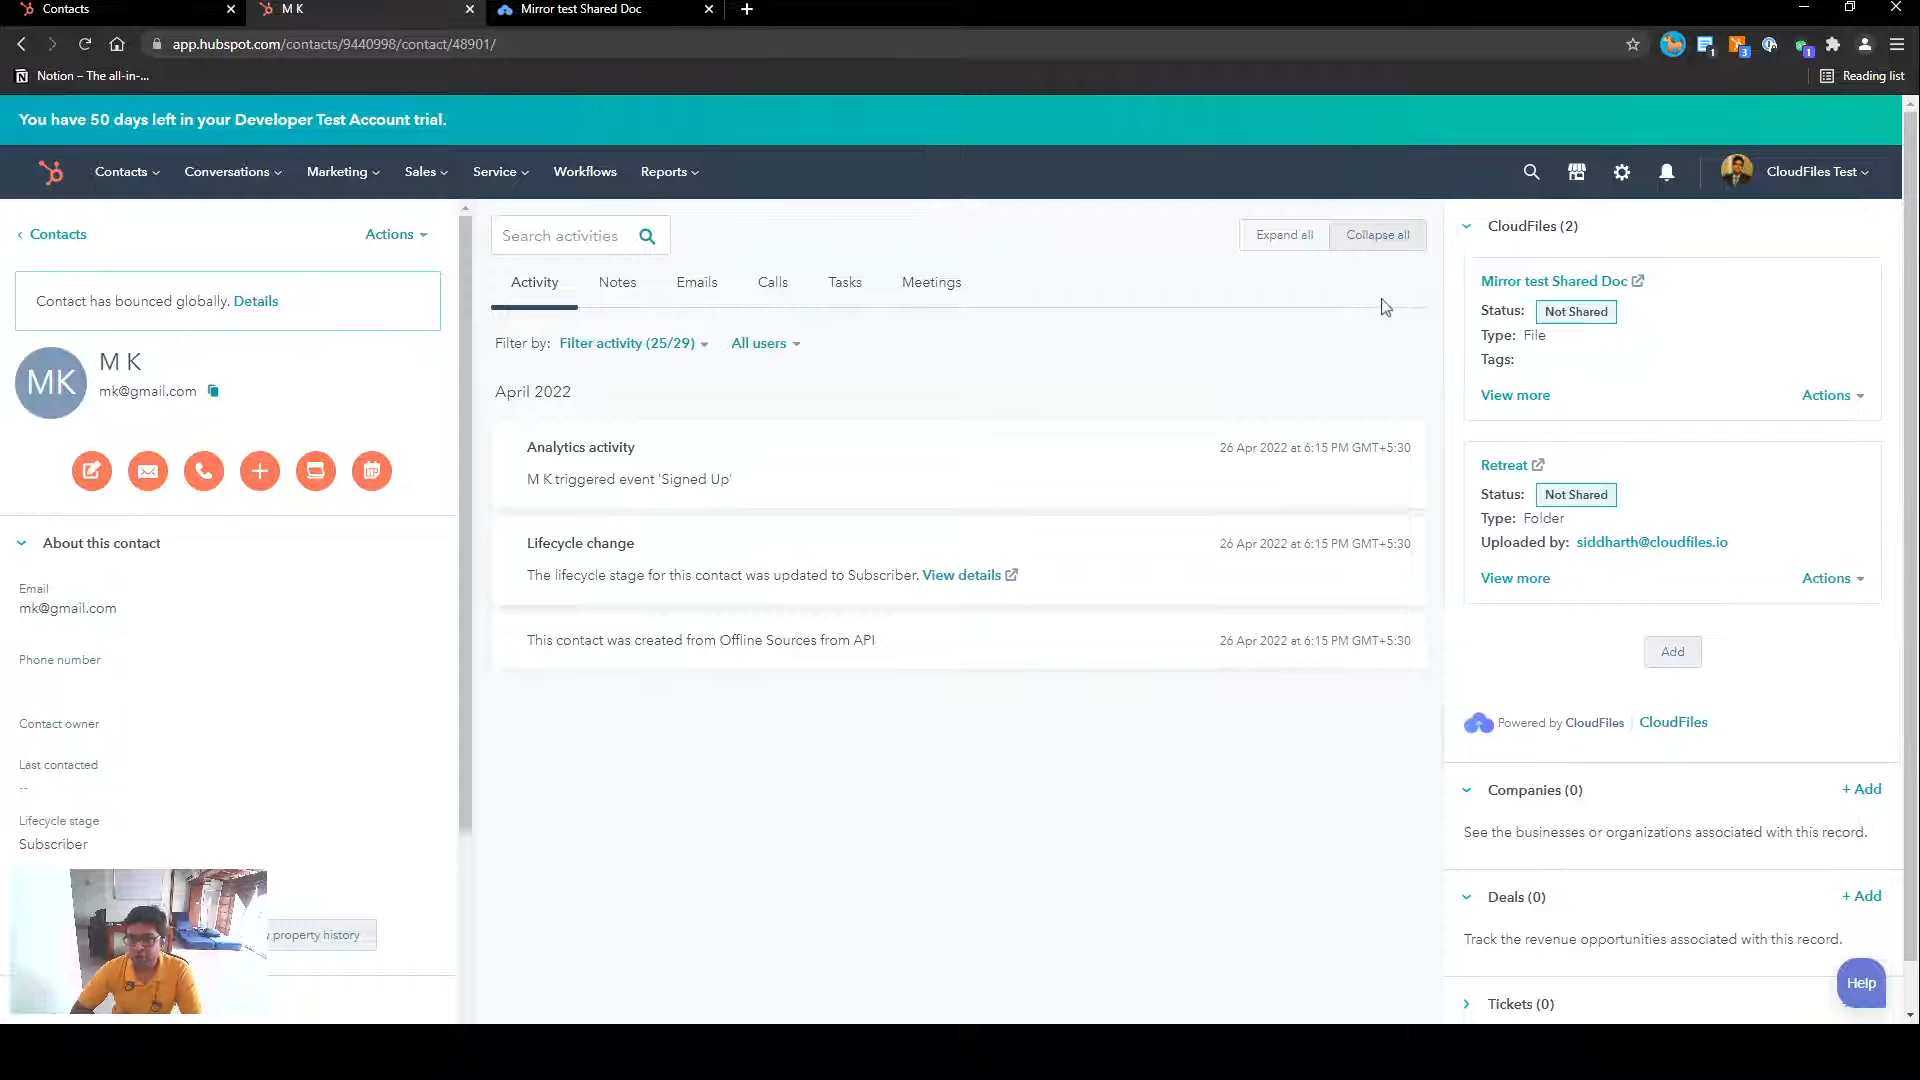 Contacts
M K
Mirror test Shared Doc
app.hubspot.com/contacts/9440998/contact/48901/
1
3
1
Notion – The all-in-...
Reading list
You have 50 days left in your Developer Test Account trial.
Contacts
Conversations
Marketing
Sales
Service
Workflows
Reports
CloudFiles Test
Contacts
Actions
Contact has bounced globally. Details
MK
M K
mk@gmail.com
About this contact
Email
mk@gmail.com
Phone number
Contact owner
Last contacted
--
Lifecycle stage
Subscriber
property history
Search activities
Expand all
Collapse all
Activity
Notes
Emails
Calls
Tasks
Meetings
Filter by: Filter activity (25/29) All users
April 2022
Analytics activity
26 Apr 2022 at 6:15 PM GMT+5:30
M K triggered event 'Signed Up'
Lifecycle change
26 Apr 2022 at 6:15 PM GMT+5:30
The lifecycle stage for this contact was updated to Subscriber. View details
This contact was created from Offline Sources from API
26 Apr 2022 at 6:15 PM GMT+5:30
CloudFiles (2)
Mirror test Shared Doc
Status: Not Shared
Type: File
Tags:
View more
Actions
Retreat
Status: Not Shared
Type: Folder
Uploaded by: siddharth@cloudfiles.io
View more
Actions
Add
Powered by CloudFiles | CloudFiles
Companies (0)
+ Add
See the businesses or organizations associated with this record.
Deals (0)
+ Add
Track the revenue opportunities associated with this record.
Help
Tickets (0)